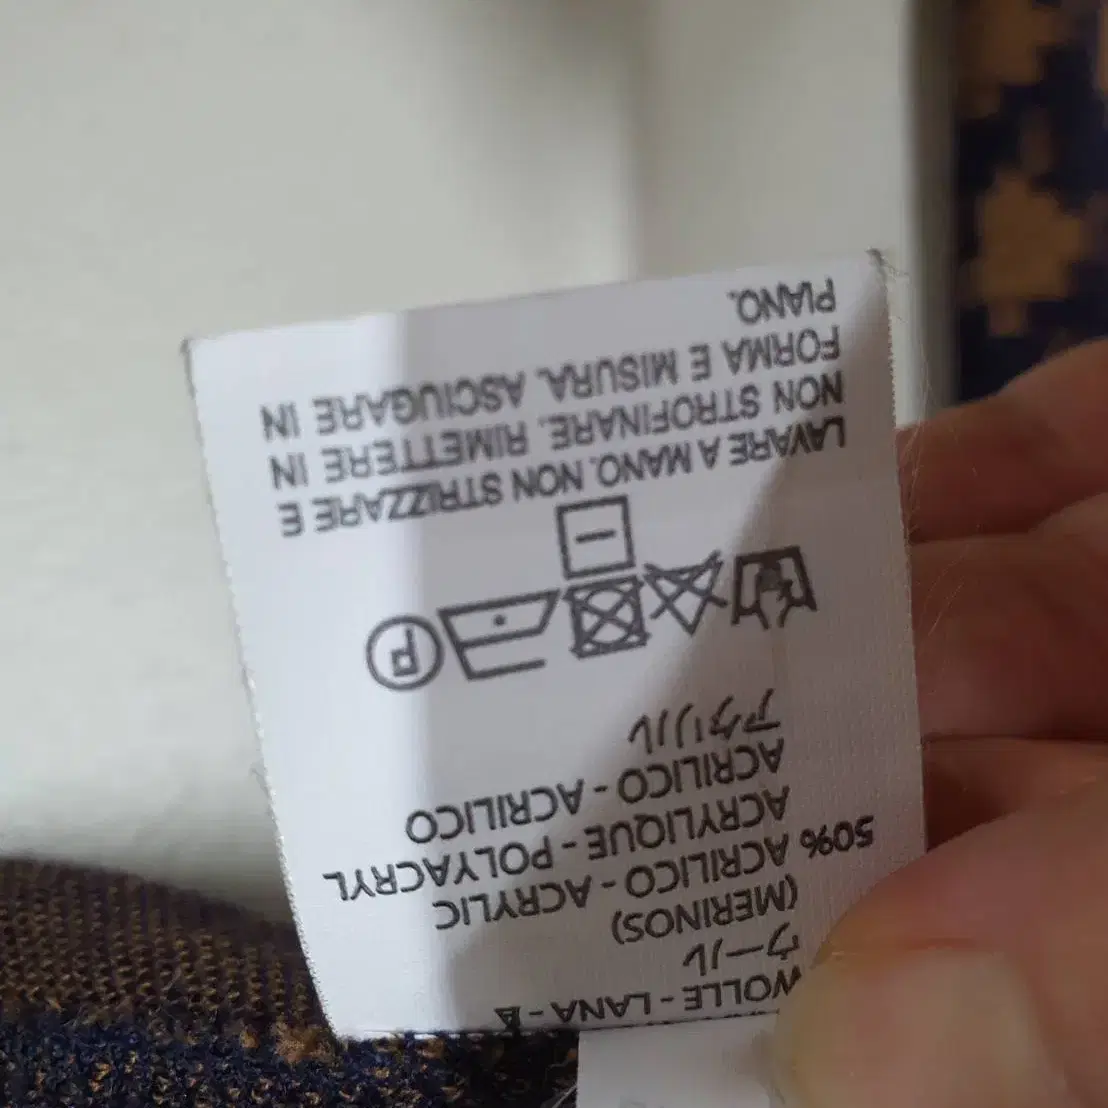 WOLLE - LANA -
ウール
(MERINOS)
50% ACRILICO - ACRYLIC
ACRYLIQUE - POLYACRYL
ACRILICO - ACRILICO
アクリル
P
LAVARE A MANO. NON STRIZZARE E
NON STROFINARE. RIMETTERE IN
FORMA E MISURA. ASCIUGARE IN
PIANO.